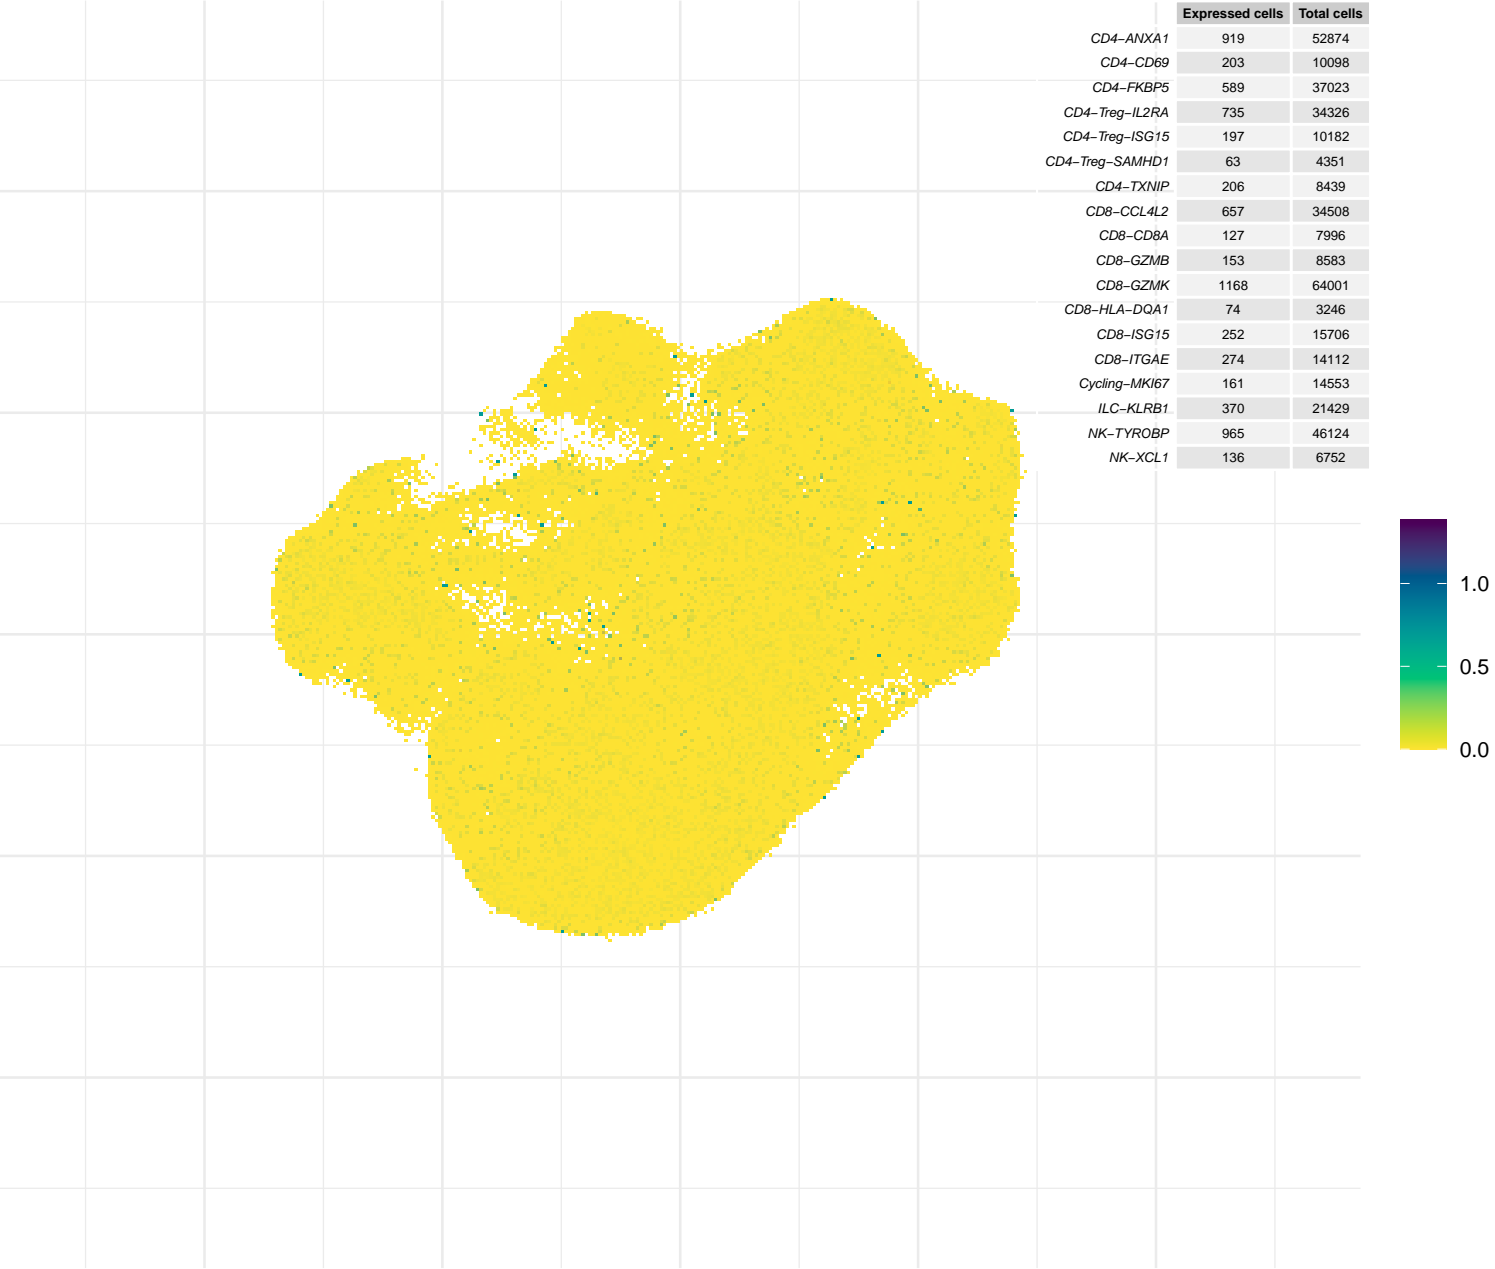 Expressed cells Total cells
CD4−ANXA1 919 52874
CD4−CD69 203 10098
CD4−FKBP5 589 37023
CD4−Treg−IL2RA 735 34326
CD4−Treg−ISG15 197 10182
CD4−Treg−SAMHD1 63 4351
CD4−TXNIP 206 8439
CD8−CCL4L2 657 34508
CD8−CD8A 127 7996
CD8−GZMB 153 8583
CD8−GZMK 1168 64001
CD8−HLA−DQA1 74 3246
CD8−ISG15 252 15706
CD8−ITGAE 274 14112
Cycling−MKI67 161 14553
ILC−KLRB1 370 21429
NK−TYROBP 965 46124
NK−XCL1 136 6752
1.0
0.5
0.0